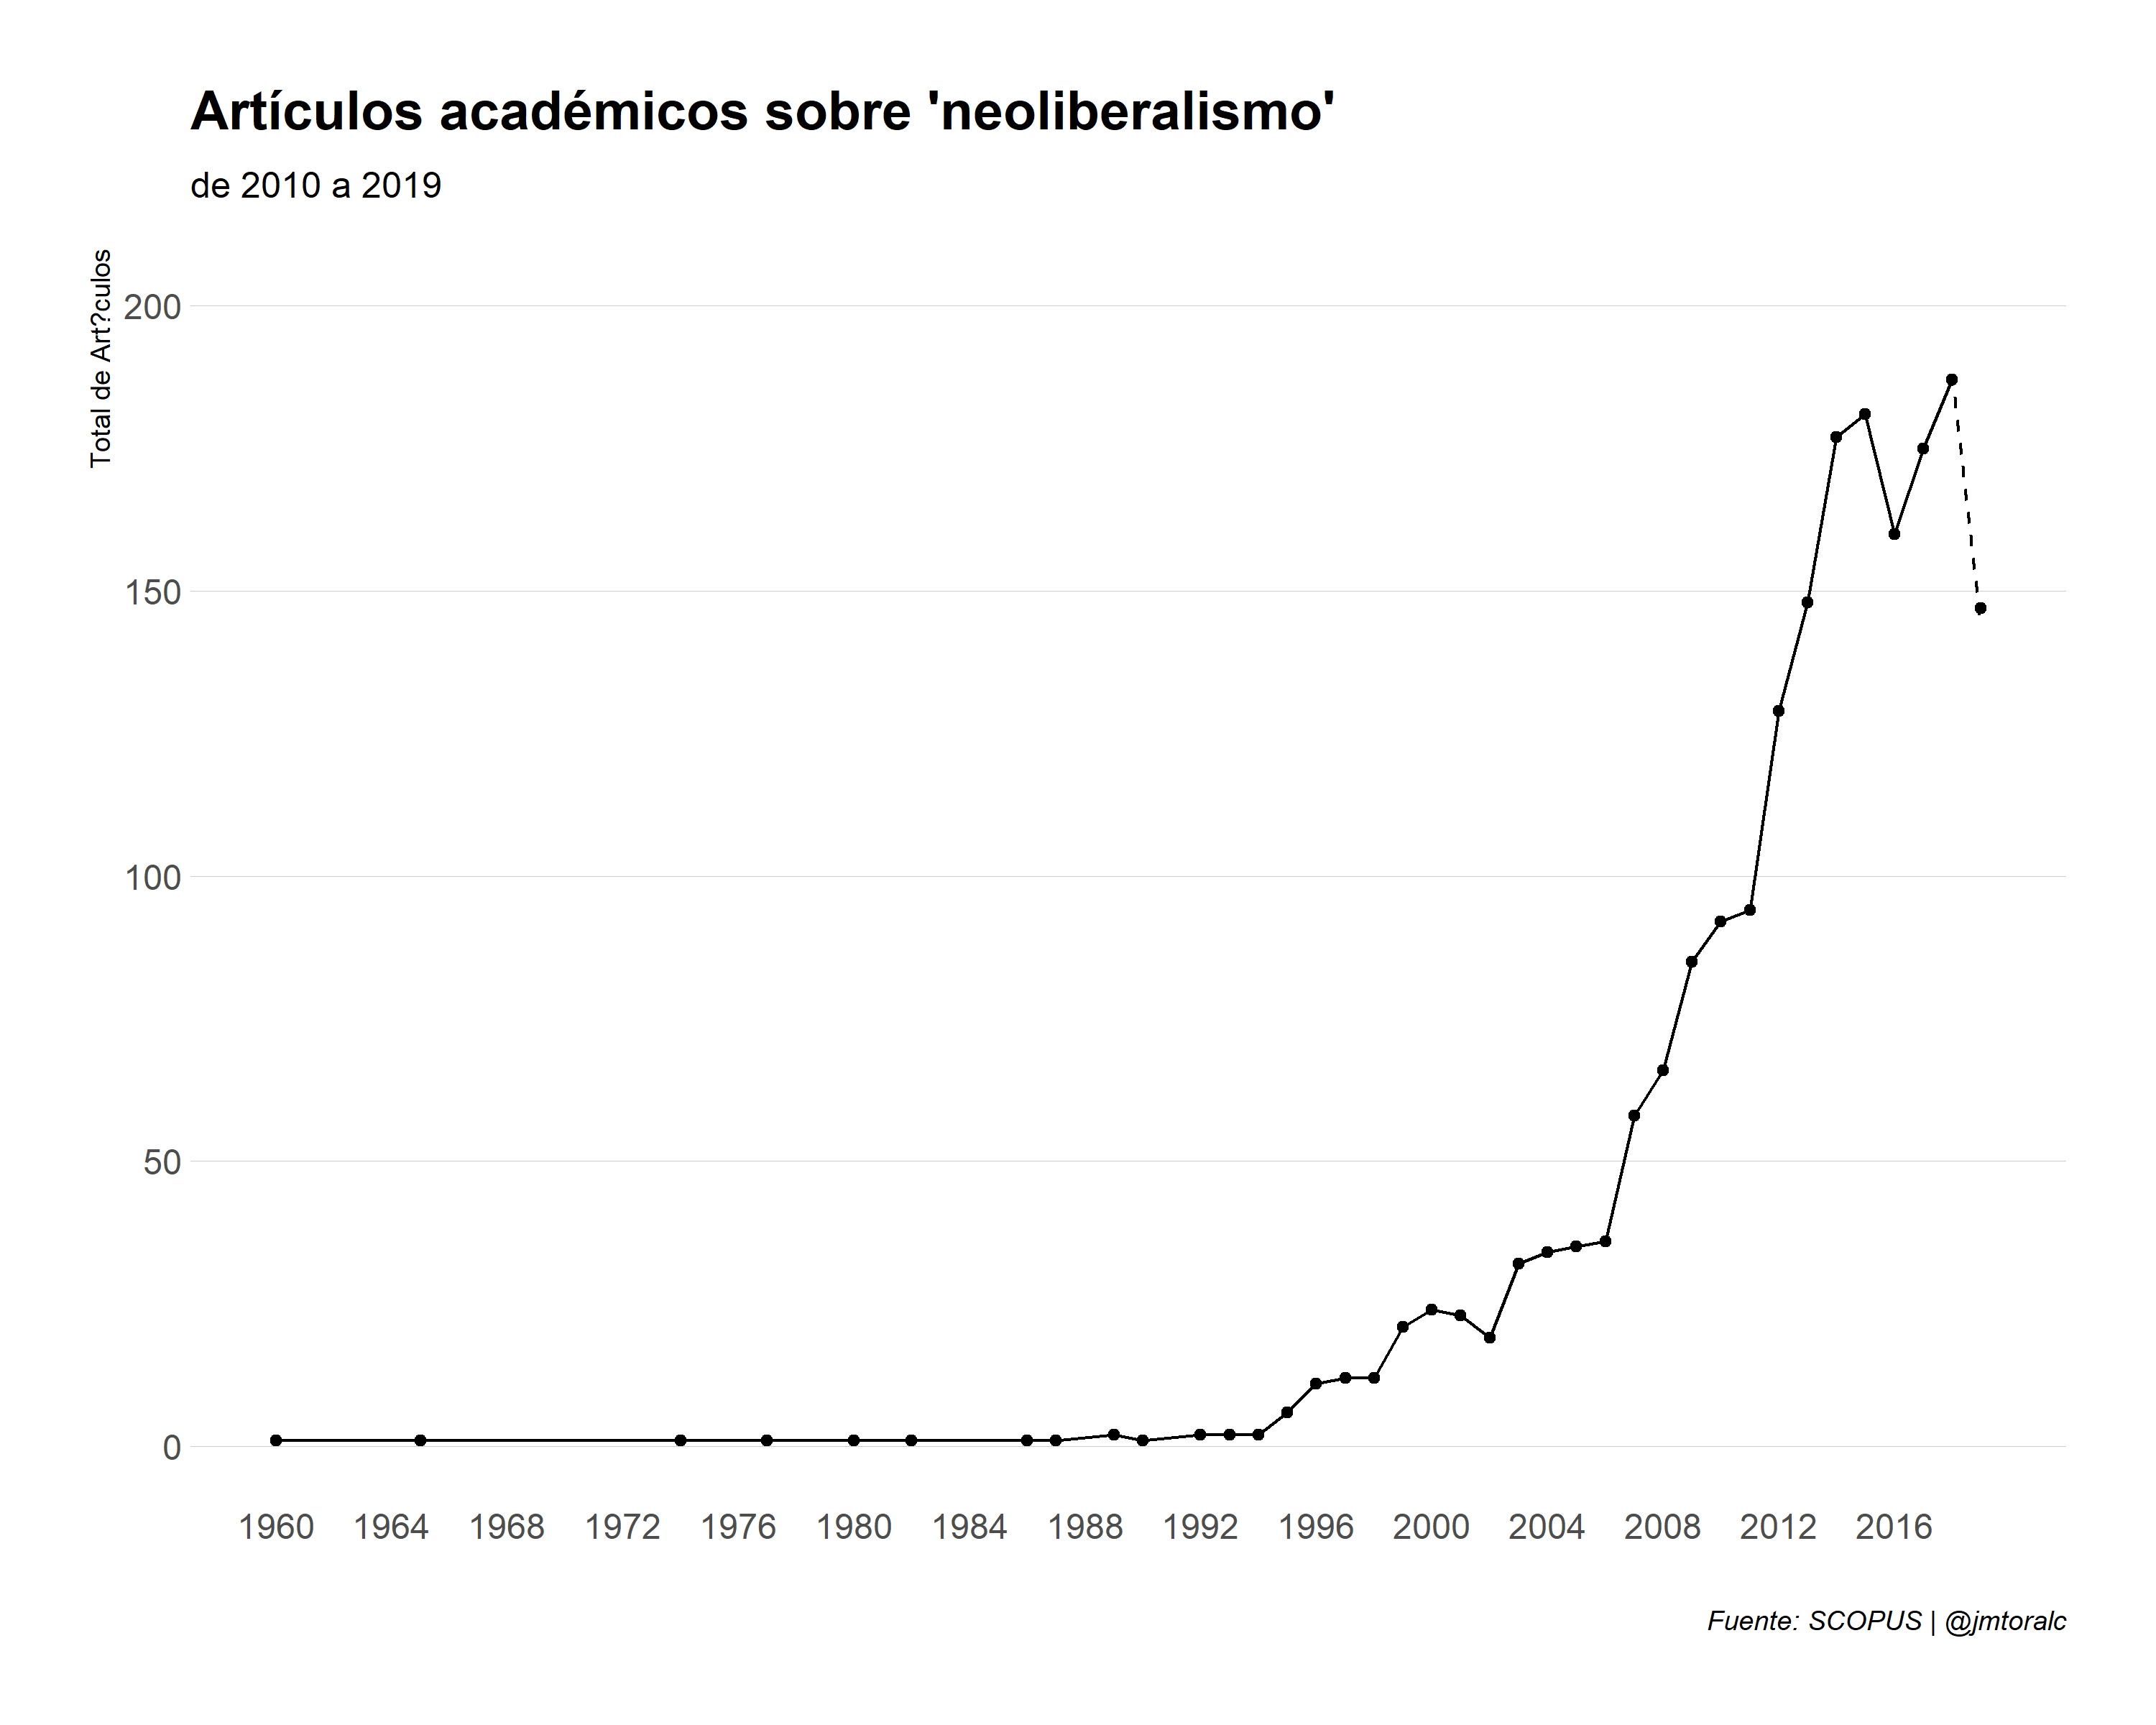 Artículos académicos sobre 'neoliberalismo'
de 2010 a 2019
Total de Art?culos
200
150
100
50
0
1960 1964 1968 1972 1976 1980 1984 1988 1992 1996 2000 2004 2008 2012 2016
Fuente: SCOPUS | @jmtoralc